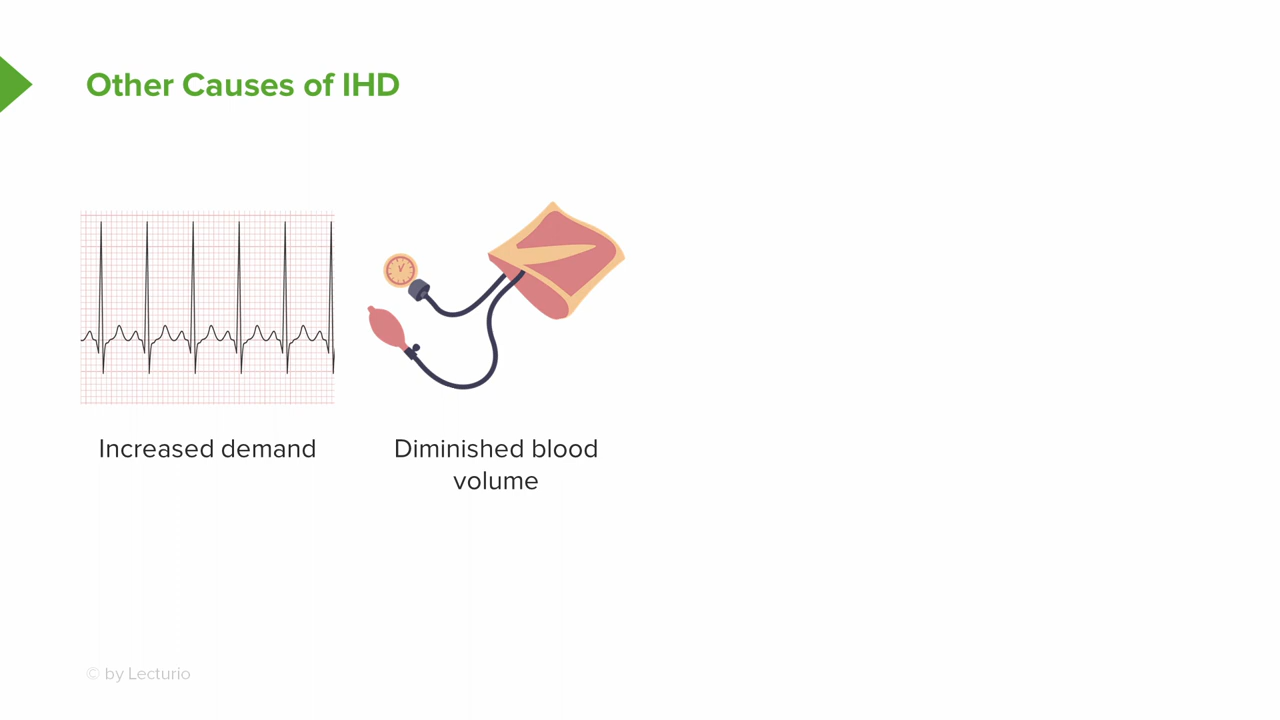 Other Causes of IHD
Increased demand
Diminished blood
volume
© by Lecturio